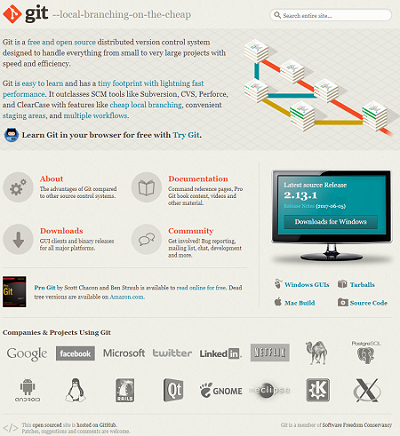 git --local-branching-on-the-cheap
Search entire site...
Git is a free and open source distributed version control system
designed to handle everything from small to very large projects with
speed and efficiency.
Git is easy to learn and has a tiny footprint with lightning fast
performance. It outclasses SCM tools like Subversion, CVS, Perforce,
and ClearCase with features like cheap local branching, convenient
staging areas, and multiple workflows.
Learn Git in your browser for free with Try Git.
About
The advantages of Git compared
to other source control systems.
Documentation
Command reference pages, Pro
Git book content, videos and
other material.
Downloads
GUI clients and binary releases
for all major platforms.
Community
Get involved! Bug reporting,
mailing list, chat, development
and more.
Latest source Release
2.13.1
Release Notes (2017-06-05)
Downloads for Windows
Windows GUIs
Tarballs
Mac Build
Source Code
Pro Git
Pro Git by Scott Chacon and Ben Straub is available to read online for free. Dead
tree versions are available on Amazon.com.
Companies & Projects Using Git
Google
facebook
Microsoft
twitter
LinkedIn
NETFLIX
PostgreSQL
ANDROID
RAILS
Qt
GNOME
eclipse
</> This open sourced site is hosted on GitHub.
Patches, suggestions and comments are welcome.
Git is a member of Software Freedom Conservancy